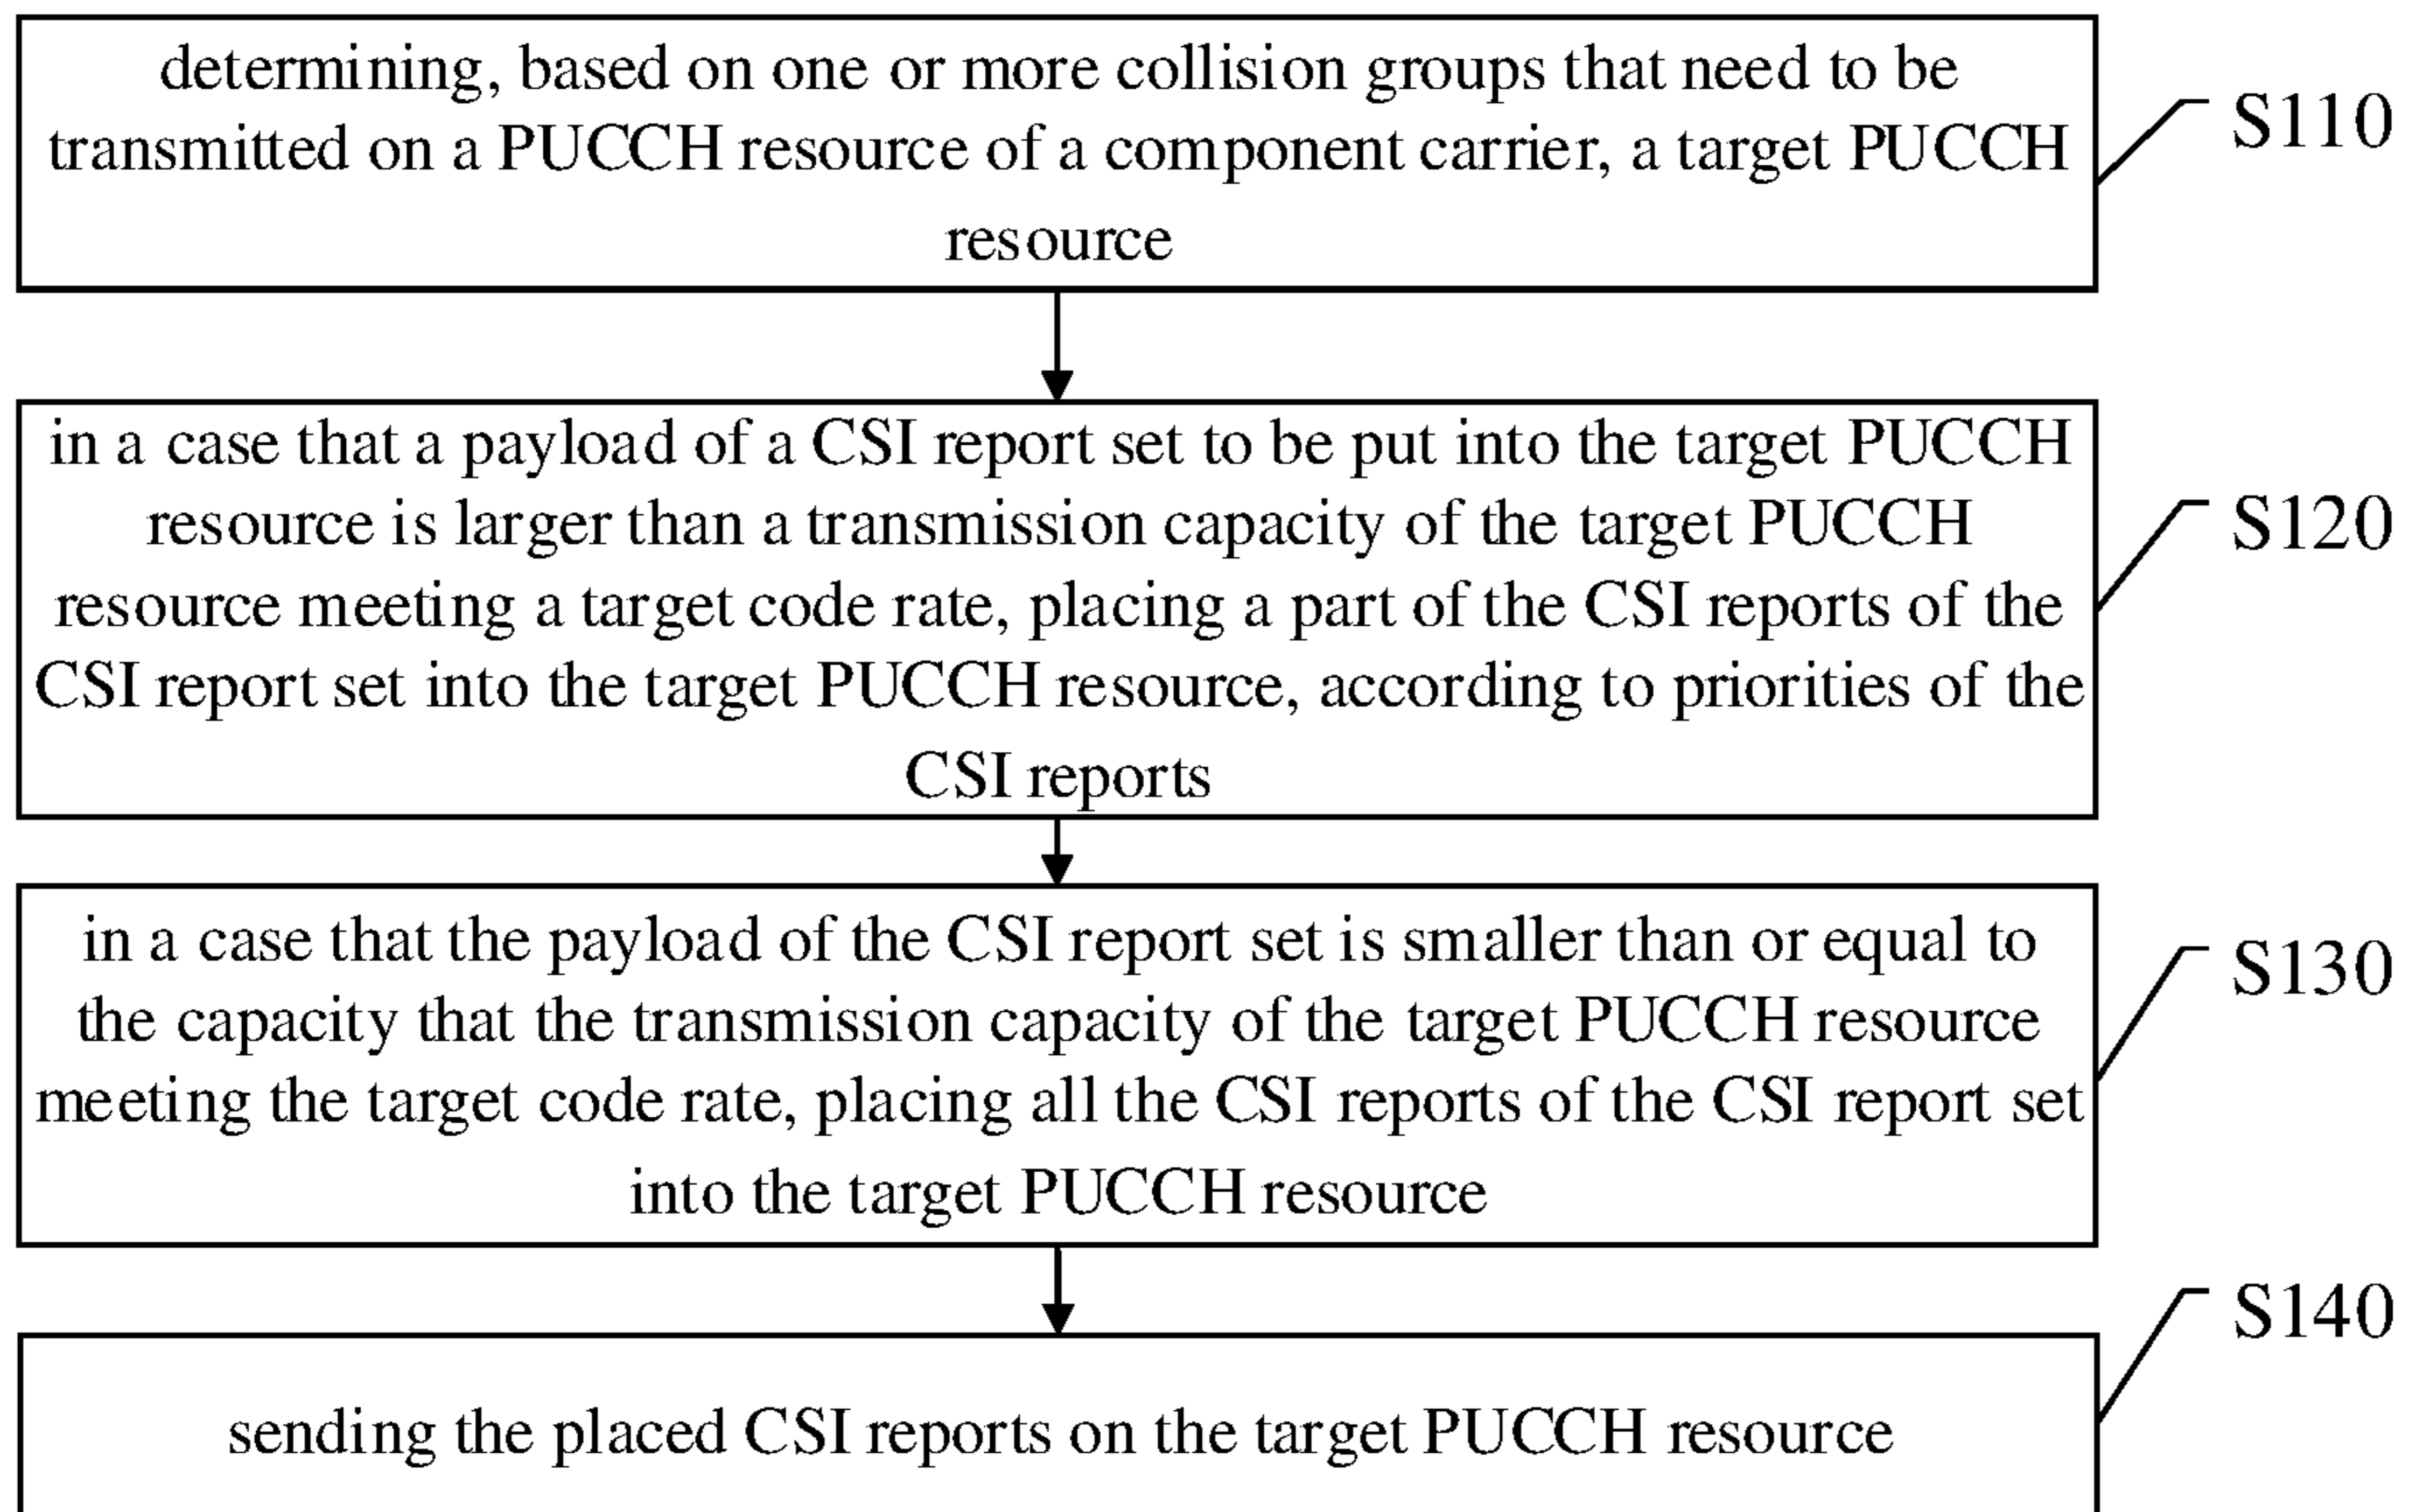 determining, based on one or more collision groups that need to be
transmitted on a PUCCH resource of a component carrier, a target PUCCH
resource
S110
in a case that a payload of a CSI report set to be put into the target PUCCH
resource is larger than a transmission capacity of the target PUCCH
resource meeting a target code rate, placing a part of the CSI reports of the
CSI report set into the target PUCCH resource, according to priorities of the
CSI reports
S120
in a case that the payload of the CSI report set is smaller than or equal to
the capacity that the transmission capacity of the target PUCCH resource
meeting the target code rate, placing all the CSI reports of the CSI report set
into the target PUCCH resource
S130
sending the placed CSI reports on the target PUCCH resource
S140